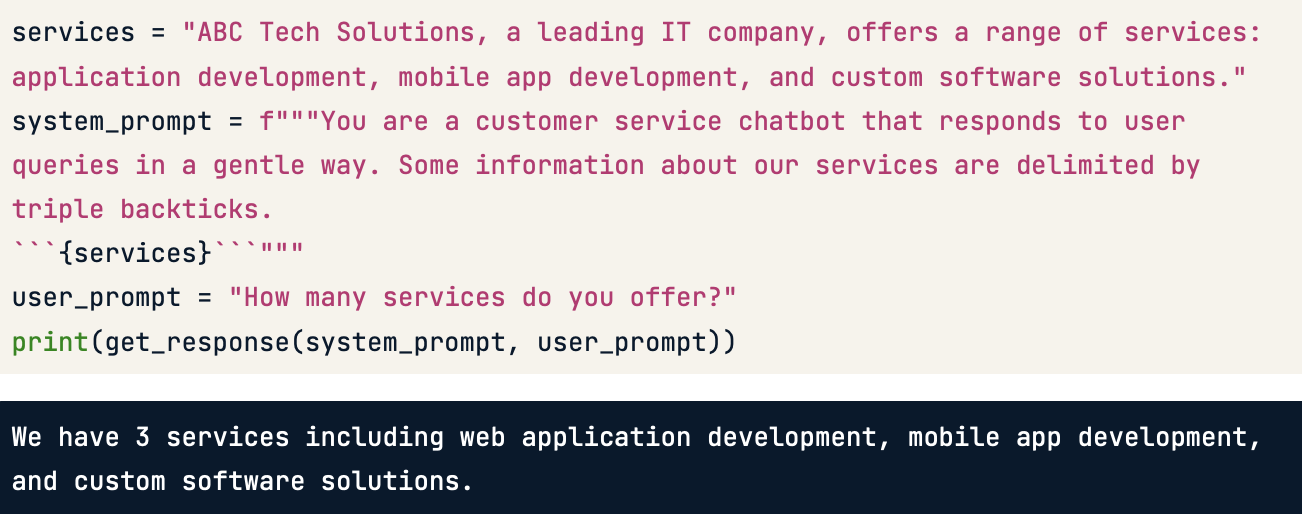 services = "ABC Tech Solutions, a leading IT company, offers a range of services:
application development, mobile app development, and custom software solutions."
system_prompt = f"""You are a customer service chatbot that responds to user
queries in a gentle way. Some information about our services are delimited by
triple backticks.
```{services}```"""
user_prompt = "How many services do you offer?"
print(get_response(system_prompt, user_prompt))
We have 3 services including web application development, mobile app development,
and custom software solutions.